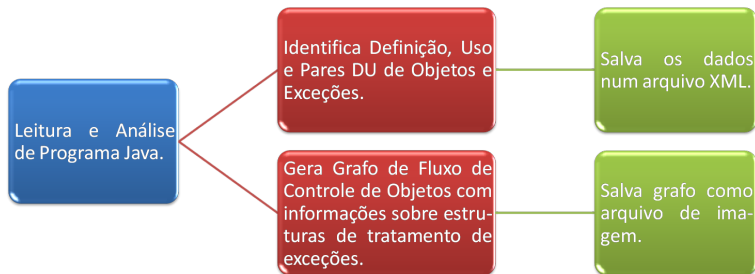 Leitura e Análise
de Programa Java.
Identifica Definição, Uso
e Pares DU de Objetos e
Exceções.
Salva os dados
num arquivo XML.
Gera Grafo de Fluxo de
Controle de Objetos com
informações sobre estru-
turas de tratamento de
exceções.
Salva grafo como
arquivo de ima-
gem.